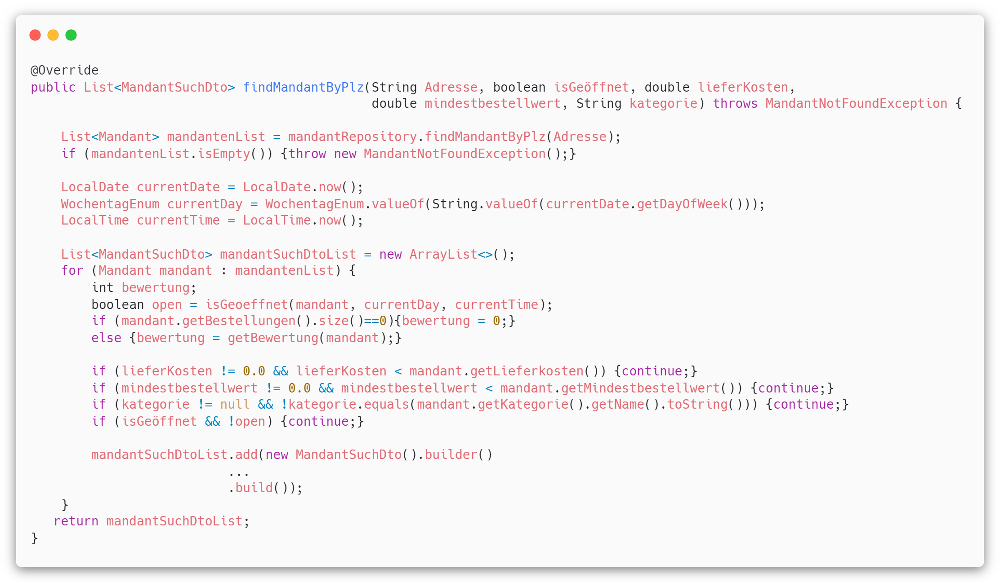 @Override
public List<MandantSuchDto> findMandantByPlz(String Adresse, boolean isGeöffnet, double lieferKosten,
                                             double mindestbestellwert, String kategorie) throws MandantNotFoundException {

    List<Mandant> mandantenList = mandantRepository.findMandantByPlz(Adresse);
    if (mandantenList.isEmpty()) {throw new MandantNotFoundException();}

    LocalDate currentDate = LocalDate.now();
    WochentagEnum currentDay = WochentagEnum.valueOf(String.valueOf(currentDate.getDayOfWeek()));
    LocalTime currentTime = LocalTime.now();

    List<MandantSuchDto> mandantSuchDtoList = new ArrayList<>();
    for (Mandant mandant : mandantenList) {
        int bewertung;
        boolean open = isGeoeffnet(mandant, currentDay, currentTime);
        if (mandant.getBestellungen().size()==0){bewertung = 0;}
        else {bewertung = getBewertung(mandant);}

        if (lieferKosten != 0.0 && lieferKosten < mandant.getLieferkosten()) {continue;}
        if (mindestbestellwert != 0.0 && mindestbestellwert < mandant.getMindestbestellwert()) {continue;}
        if (kategorie != null && !kategorie.equals(mandant.getKategorie().getName().toString())) {continue;}
        if (isGeöffnet && !open) {continue;}

        mandantSuchDtoList.add(new MandantSuchDto().builder()
                          ...
                          .build());
    }
   return mandantSuchDtoList;
}